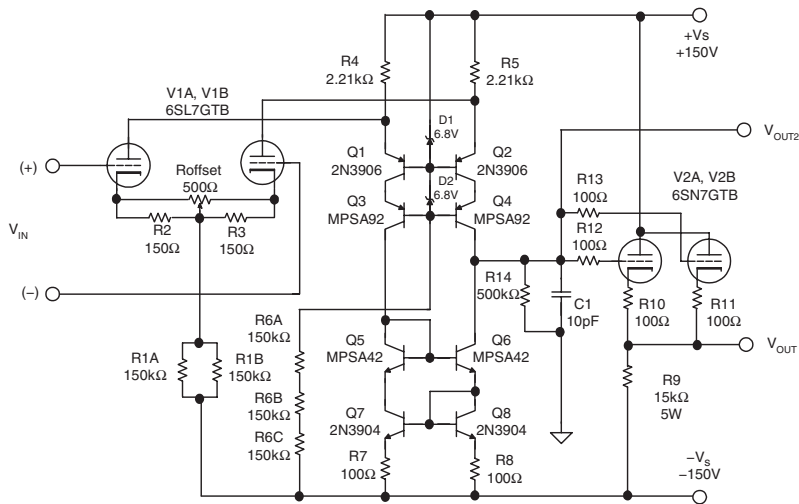 +Vs
+150V
R4
2.21kΩ
R5
2.21kΩ
V1A, V1B
6SL7GTB
D1
6.8V
VOUT2
(+)
Roffset
500Ω
Q1
2N3906
Q2
2N3906
D2
6.8V
V2A, V2B
6SN7GTB
R13
100Ω
Q3
MPSA92
Q4
MPSA92
R2
150Ω
R3
150Ω
VIN
R12
100Ω
R14
500kΩ
(−)
C1
10pF
R10
100Ω
R11
100Ω
R6A
150kΩ
Q5
MPSA42
Q6
MPSA42
VOUT
R1A
150kΩ
R1B
150kΩ
R6B
150kΩ
R9
15kΩ
5W
Q7
2N3904
Q8
2N3904
R6C
150kΩ
R7
100Ω
R8
100Ω
−Vs
−150V